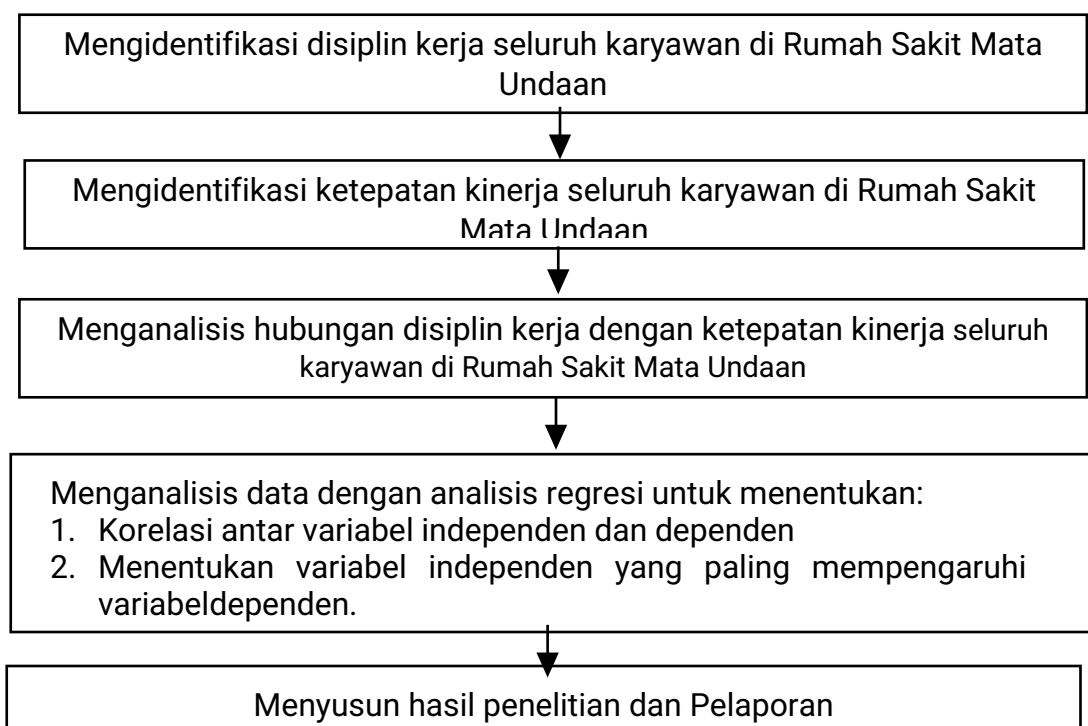 Mengidentifikasi disiplin kerja seluruh karyawan di Rumah Sakit Mata
Undaan
Mengidentifikasi ketepatan kinerja seluruh karyawan di Rumah Sakit
Mata Undaan
Menganalisis hubungan disiplin kerja dengan ketepatan kinerja seluruh
karyawan di Rumah Sakit Mata Undaan
Menganalisis data dengan analisis regresi untuk menentukan:
1. Korelasi antar variabel independen dan dependen
2. Menentukan variabel independen yang paling mempengaruhi
variabeldependen.
Menyusun hasil penelitian dan Pelaporan